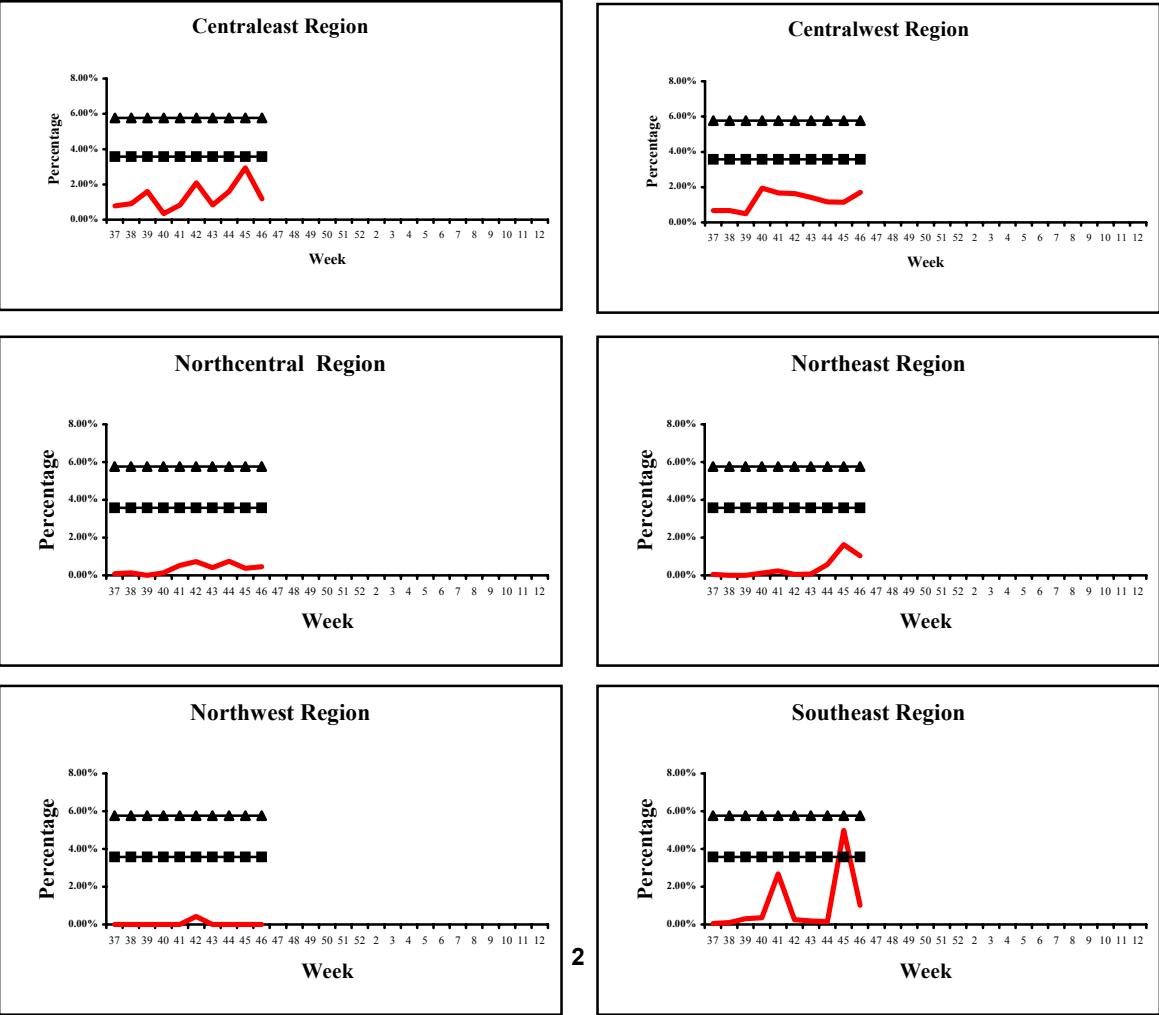 Centraleast Region
8.00%
6.00%
4.00%
2.00%
0.00%
Percentage
37 38 39 40 41 42 43 44 45 46 47 48 49 50 51 52 2 3 4 5 6 7 8 9 10 11 12
Week
Centralwest Region
8.00%
6.00%
4.00%
2.00%
0.00%
Percentage
37 38 39 40 41 42 43 44 45 46 47 48 49 50 51 52 2 3 4 5 6 7 8 9 10 11 12
Week
Northcentral Region
8.00%
6.00%
4.00%
2.00%
0.00%
Percentage
37 38 39 40 41 42 43 44 45 46 47 48 49 50 51 52 2 3 4 5 6 7 8 9 10 11 12
Week
Northeast Region
8.00%
6.00%
4.00%
2.00%
0.00%
Percentage
37 38 39 40 41 42 43 44 45 46 47 48 49 50 51 52 2 3 4 5 6 7 8 9 10 11 12
Week
Northwest Region
8.00%
6.00%
4.00%
2.00%
0.00%
Percentage
37 38 39 40 41 42 43 44 45 46 47 48 49 50 51 52 2 3 4 5 6 7 8 9 10 11 12
Week
Southeast Region
8.00%
6.00%
4.00%
2.00%
0.00%
Percentage
37 38 39 40 41 42 43 44 45 46 47 48 49 50 51 52 2 3 4 5 6 7 8 9 10 11 12
Week
2